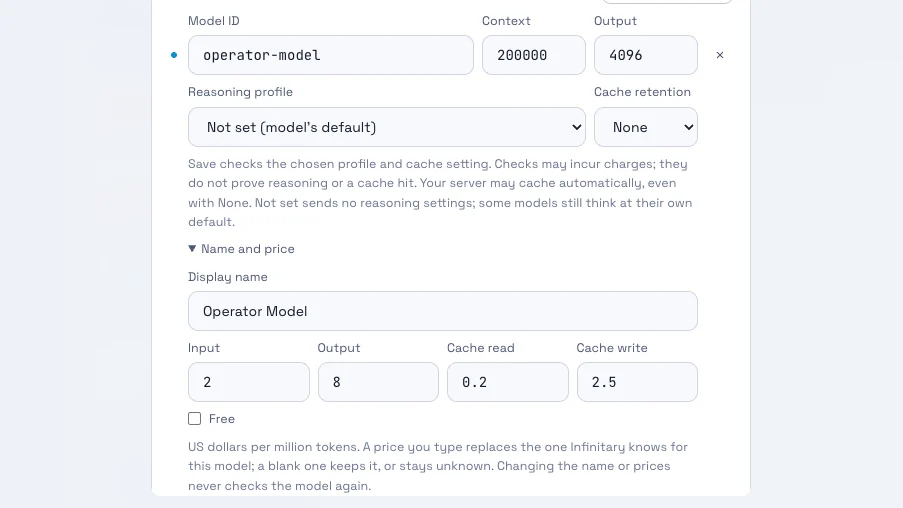 Model ID Context Output
operator-model 200000 4096 ×
Reasoning profile Cache retention
Not set (model's default) None
Save checks the chosen profile and cache setting. Checks may incur charges; they
do not prove reasoning or a cache hit. Your server may cache automatically, even
with None. Not set sends no reasoning settings; some models still think at their own
default.
▼ Name and price
Display name
Operator Model
Input Output Cache read Cache write
2 8 0.2 2.5
Free
US dollars per million tokens. A price you type replaces the one Infinitary knows for
this model; a blank one keeps it, or stays unknown. Changing the name or prices
never checks the model again.